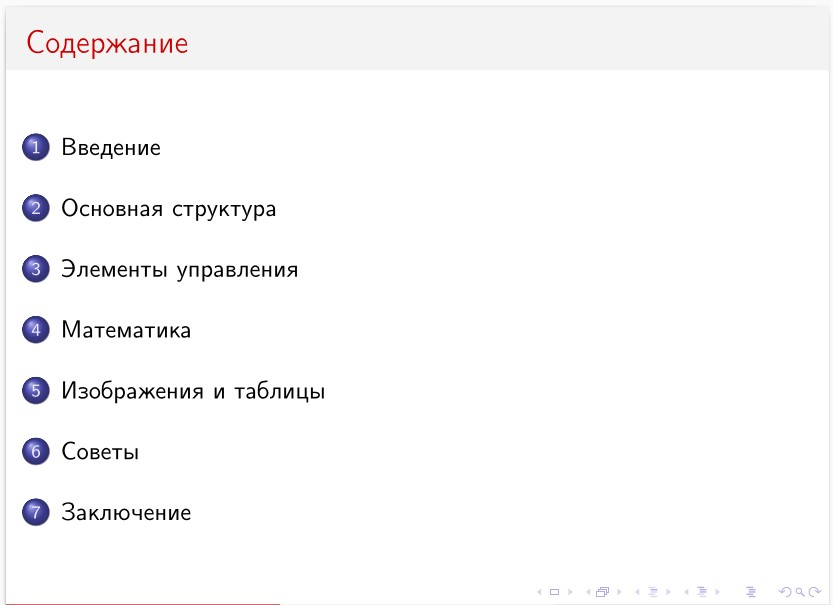 Содержание
1 Введение
2 Основная структура
3 Элементы управления
4 Математика
5 Изображения и таблицы
6 Советы
7 Заключение